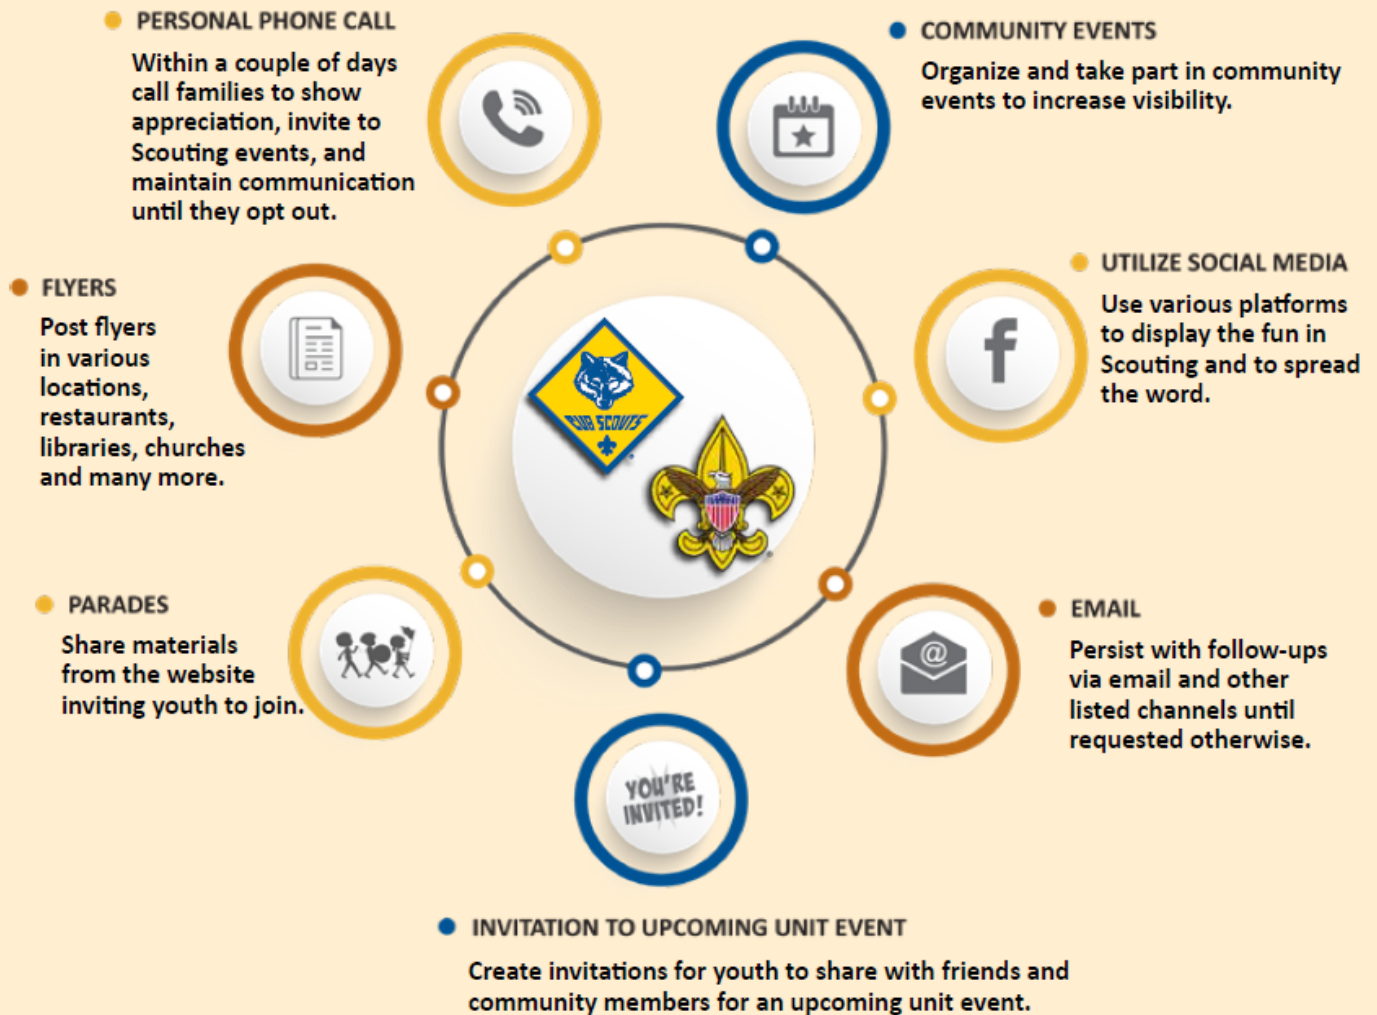 PERSONAL PHONE CALL
Within a couple of days
call families to show
appreciation, invite to
Scouting events, and
maintain communication
until they opt out.
COMMUNITY EVENTS
Organize and take part in community
events to increase visibility.
FLYERS
Post flyers
in various
locations,
restaurants,
libraries, churches
and many more.
UTILIZE SOCIAL MEDIA
Use various platforms
to display the fun in
Scouting and to spread
the word.
f
CUB SCOUTS
PARADES
Share materials
from the website
inviting youth to join.
@
EMAIL
Persist with follow-ups
via email and other
listed channels until
requested otherwise.
YOU'RE
INVITED!
INVITATION TO UPCOMING UNIT EVENT
Create invitations for youth to share with friends and
community members for an upcoming unit event.